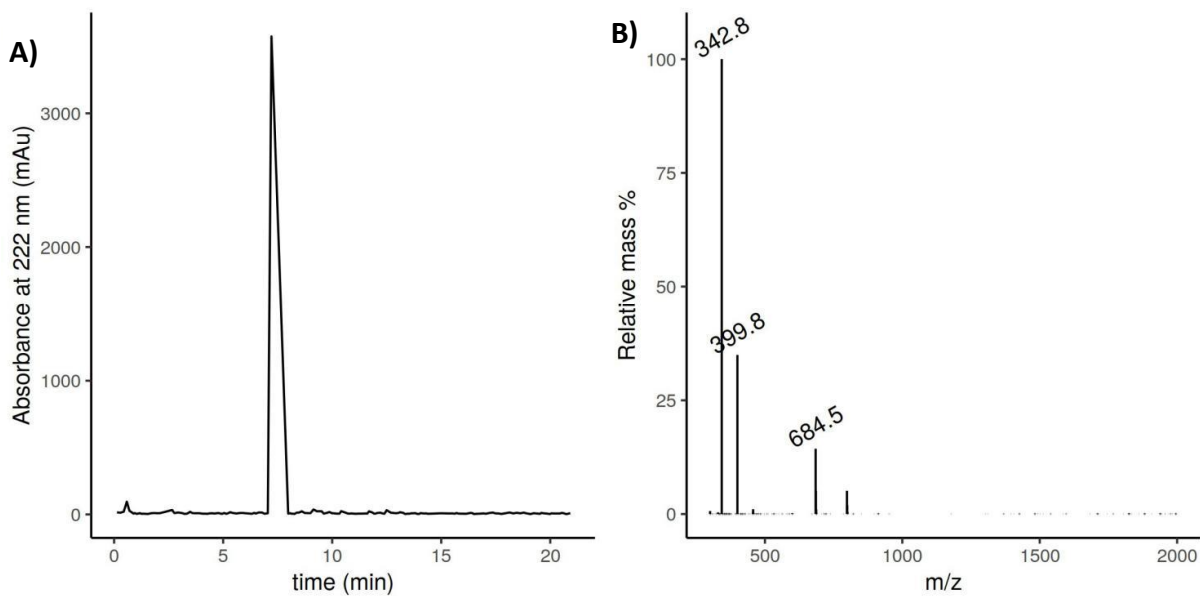 A)
Absorbance at 222 nm (mAu)
3000
2000
1000
0
0 5 10 15 20
time (min)
B)
Relative mass %
100
75
50
25
0
342.8
399.8
684.5
500 1000 1500 2000
m/z